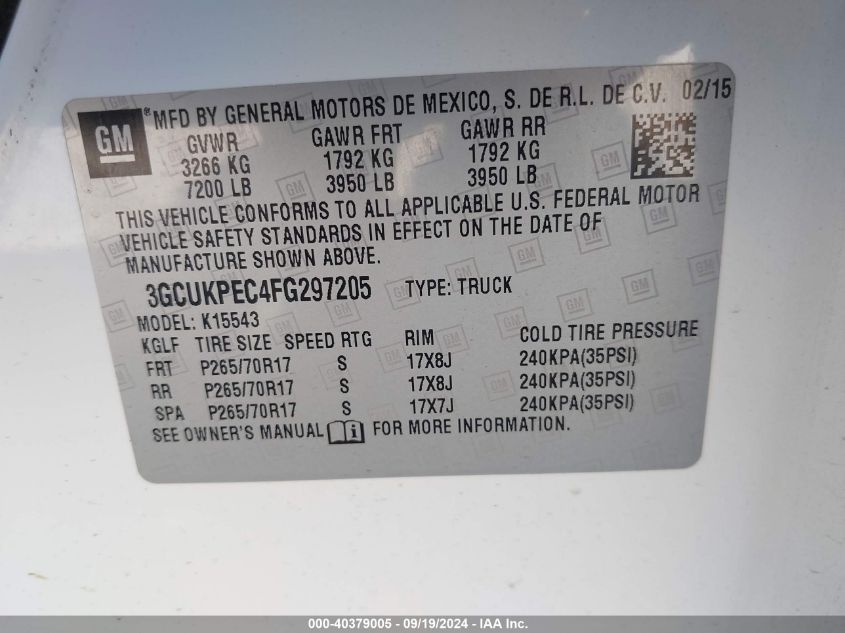 GM ® MFD BY GENERAL MOTORS DE MEXICO, S. DE R.L. DE C.V. 02/15
GVWR GAWR FRT GAWR RR
3266 KG 1792 KG 1792 KG
7200 LB 3950 LB 3950 LB
THIS VEHICLE CONFORMS TO ALL APPLICABLE U.S. FEDERAL MOTOR
VEHICLE SAFETY STANDARDS IN EFFECT ON THE DATE OF
MANUFACTURE SHOWN ABOVE.
3GCUKPEC4FG297205 TYPE: TRUCK
MODEL: K15543
KGLF TIRE SIZE SPEED RTG RIM COLD TIRE PRESSURE
FRT P265/70R17 S 17X8J 240KPA(35PSI)
RR P265/70R17 S 17X8J 240KPA(35PSI)
SPA P265/70R17 S 17X7J 240KPA(35PSI)
SEE OWNER'S MANUAL FOR MORE INFORMATION.
000-40379005 - 09/19/2024 - IAA Inc.